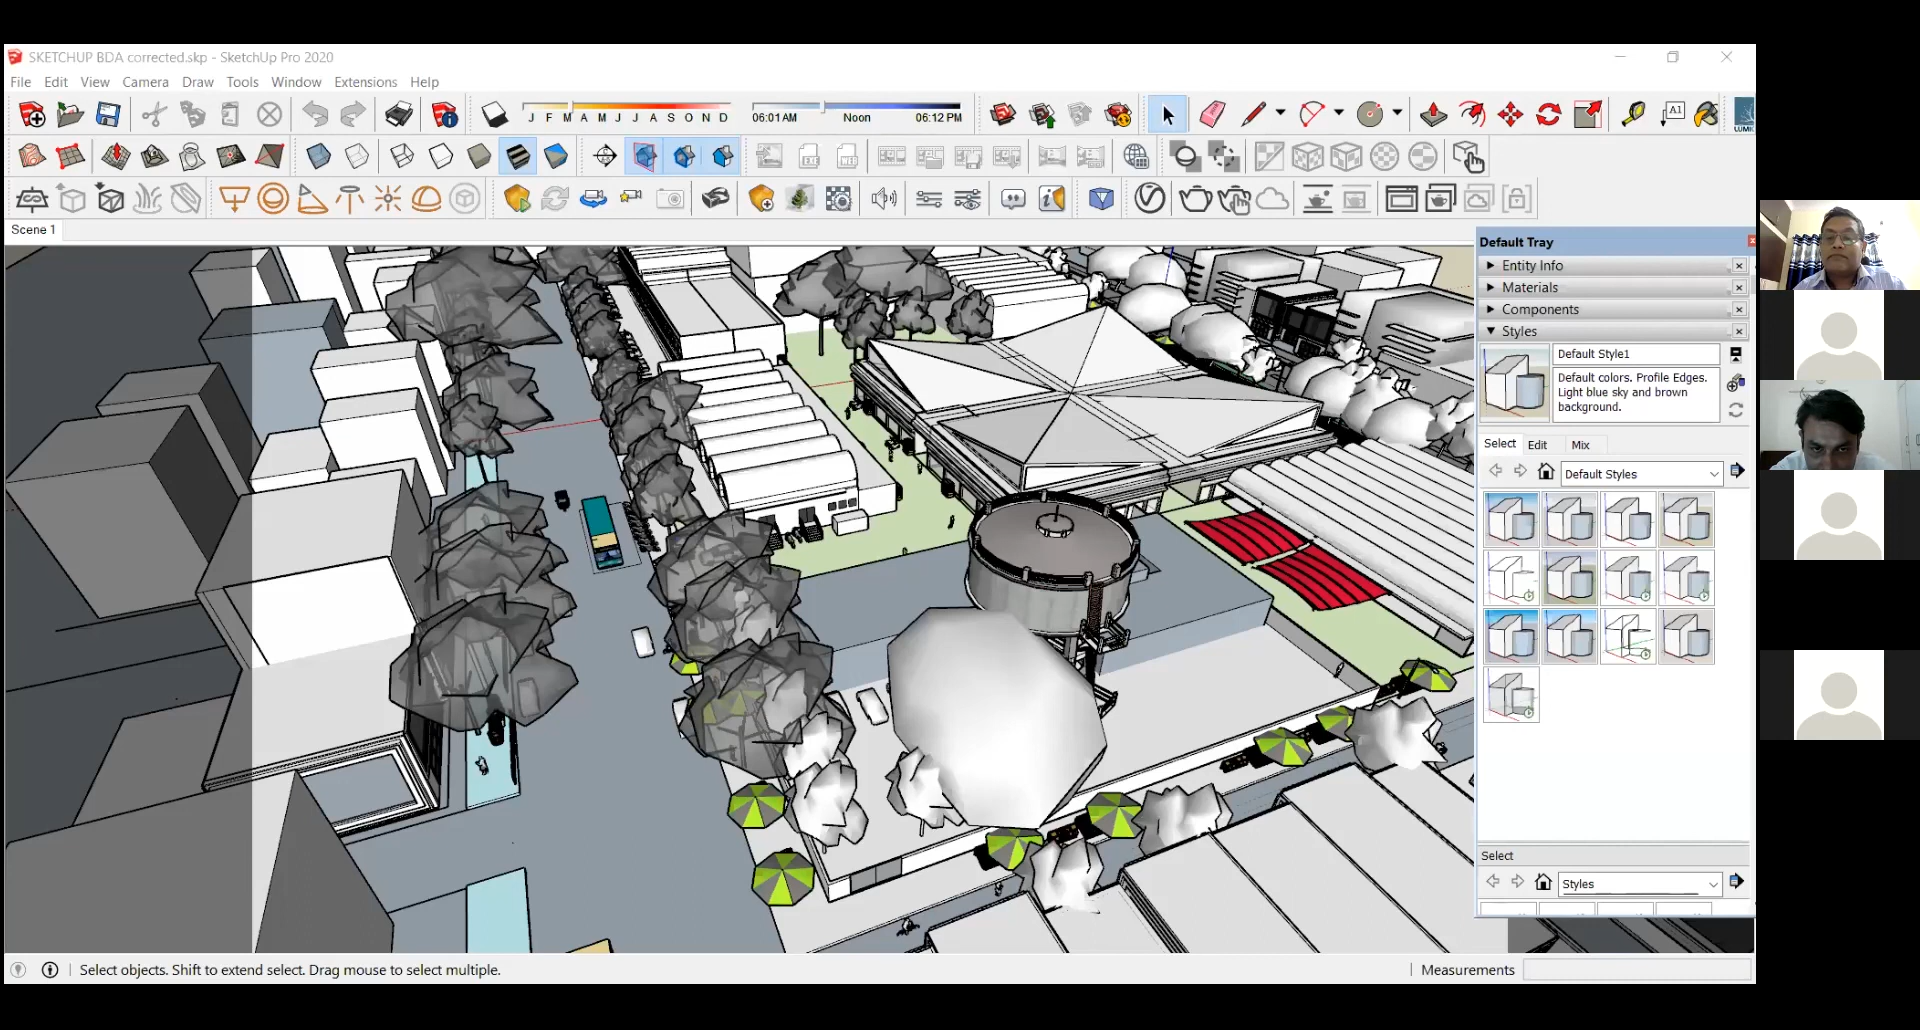 SKETCHUP BDA corrected.skp - SketchUp Pro 2020
File Edit View Camera Draw Tools Window Extensions Help
J F M A M J J A S O N D
06:01 AM Noon 06:12 PM
A1
Scene 1
Default Tray
Entity Info
Materials
Components
Styles
Default Style1
Default colors. Profile Edges.
Light blue sky and brown
background.
Select Edit Mix
Default Styles
Select
Styles
Select objects. Shift to extend select. Drag mouse to select multiple.
Measurements